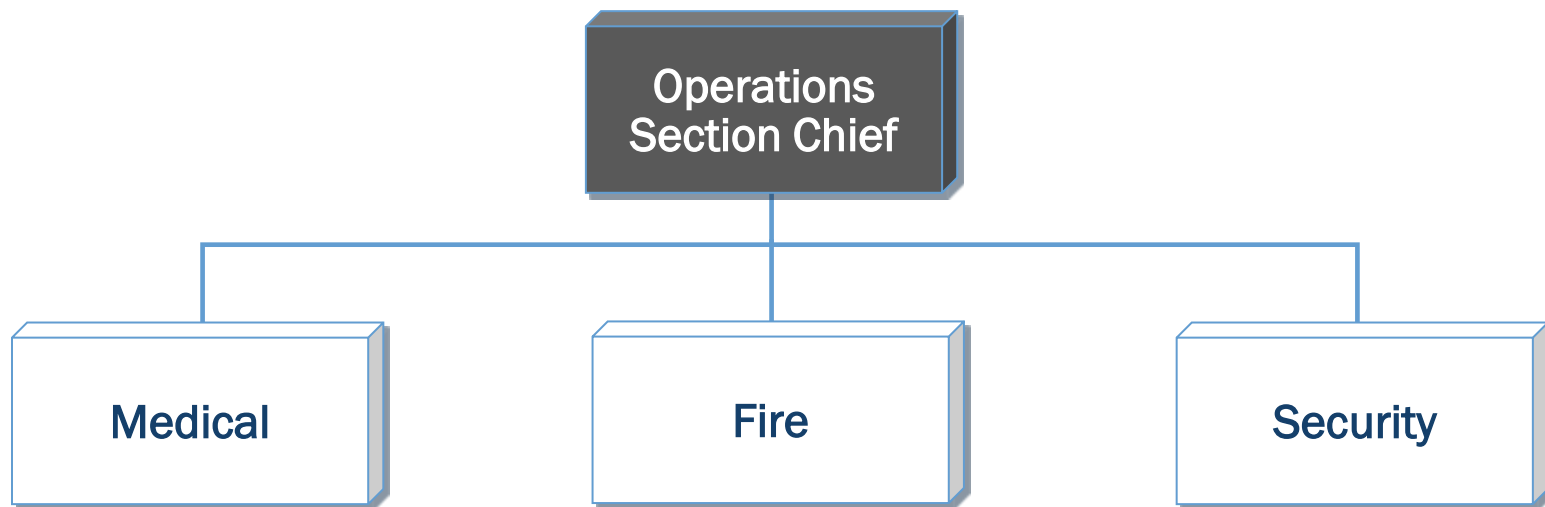 Operations
Section Chief
Medical
Fire
Security